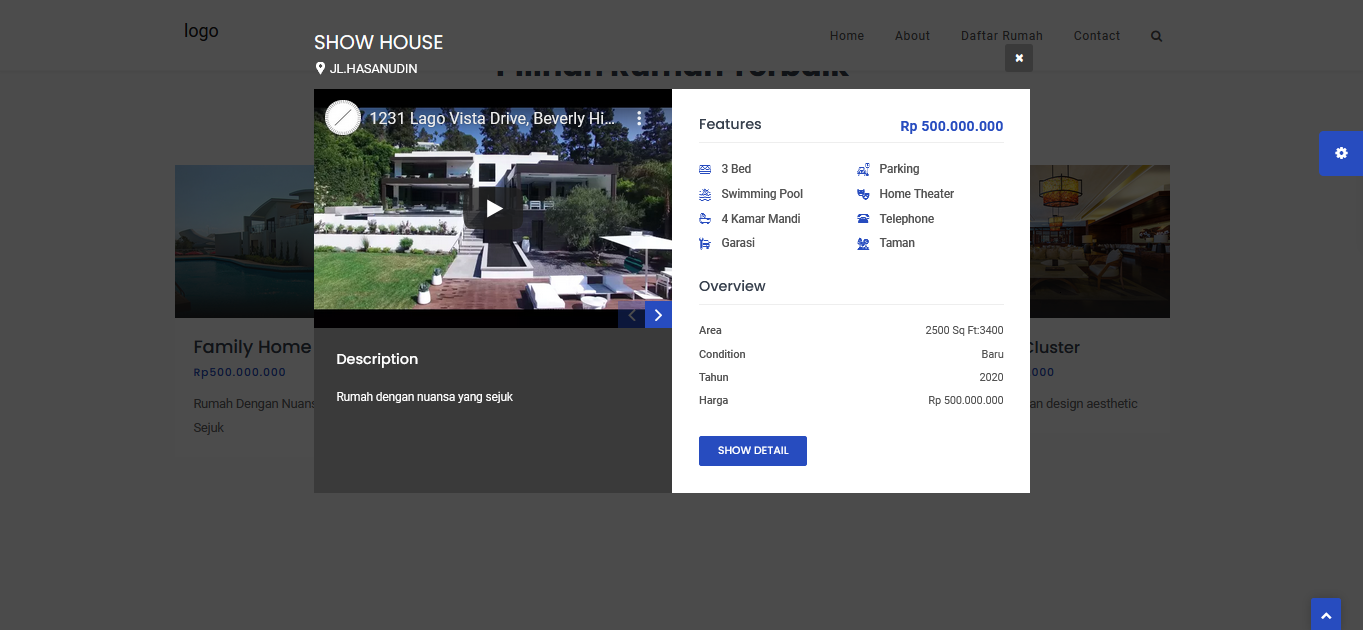 logo
Home About Daftar Rumah Contact
SHOW HOUSE
JL.HASANUDIN
Pilihan Rumah Terbaik
1231 Lago Vista Drive, Beverly Hi...
Description
Rumah dengan nuansa yang sejuk
Features Rp 500.000.000
3 Bed Parking
Swimming Pool Home Theater
4 Kamar Mandi Telephone
Garasi Taman
Overview
Area 2500 Sq Ft:3400
Condition Baru
Tahun 2020
Harga Rp 500.000.000
SHOW DETAIL
Family Home
Rp500.000.000
Rumah Dengan Nuans
Sejuk
Cluster
000
an design aesthetic